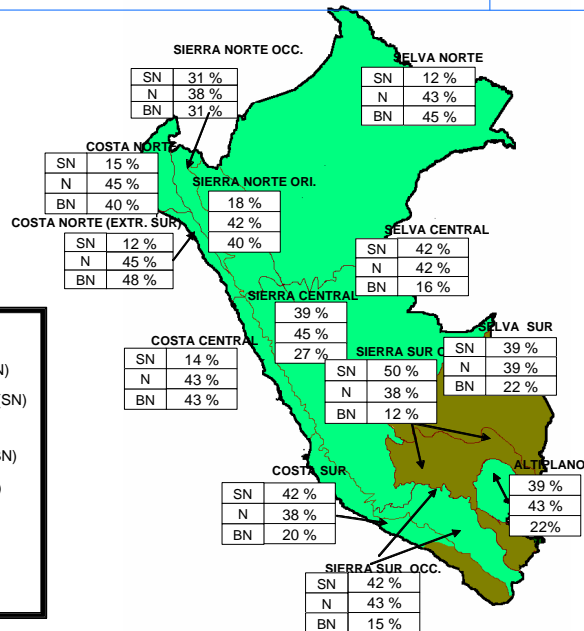 SIERRA NORTE OCC.
SN 31 %
N 38 %
BN 31 %
SELVA NORTE
SN 12 %
N 43 %
BN 45 %
COSTA NORTE
SN 15 %
N 45 %
BN 40 %
SIERRA NORTE ORI.
18 %
42 %
40 %
COSTA NORTE (EXTR. SUR)
SN 12 %
N 45 %
BN 48 %
SELVA CENTRAL
SN 42 %
N 42 %
BN 16 %
SIERRA CENTRAL
39 %
45 %
27 %
COSTA CENTRAL
SN 14 %
N 43 %
BN 43 %
SELVA SUR
SN 39 %
N 39 %
BN 22 %
SIERRA SUR O
SN 50 %
N 38 %
BN 12 %
N)
(SN)
BN)
)
ALTIPLANO
39 %
43 %
22%
COSTA SUR
SN 42 %
N 38 %
BN 20 %
SIERRA SUR OCC.
SN 42 %
N 43 %
BN 15 %